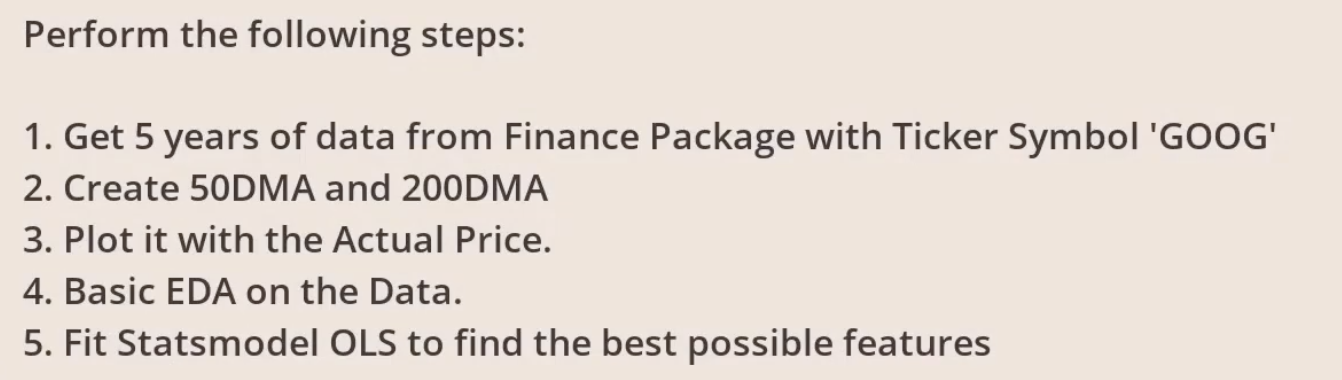 Perform the following steps:
1. Get 5 years of data from Finance Package with Ticker Symbol 'GOOG'
2. Create 50DMA and 200DMA
3. Plot it with the Actual Price.
4. Basic EDA on the Data.
5. Fit Statsmodel OLS to find the best possible features